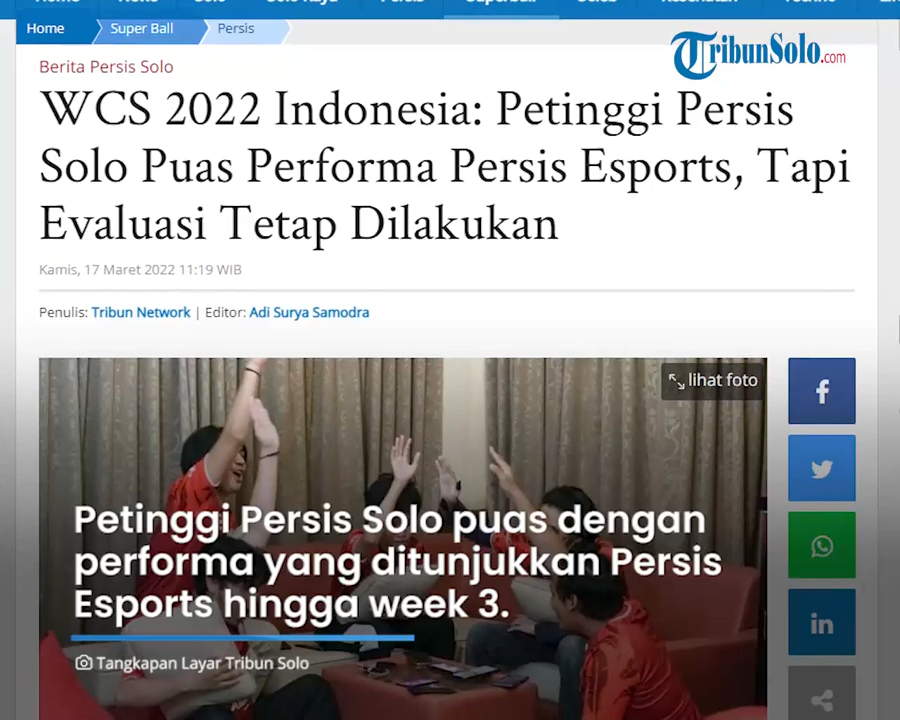 Home Super Ball Persis
TribunSolo.com
Berita Persis Solo
WCS 2022 Indonesia: Petinggi Persis
Solo Puas Performa Persis Esports, Tapi
Evaluasi Tetap Dilakukan
Kamis, 17 Maret 2022 11:19 WIB
Penulis: Tribun Network | Editor: Adi Surya Samodra
lihat foto
Petinggi Persis Solo puas dengan
performa yang ditunjukkan Persis
Esports hingga week 3.
Tangkapan Layar Tribun Solo